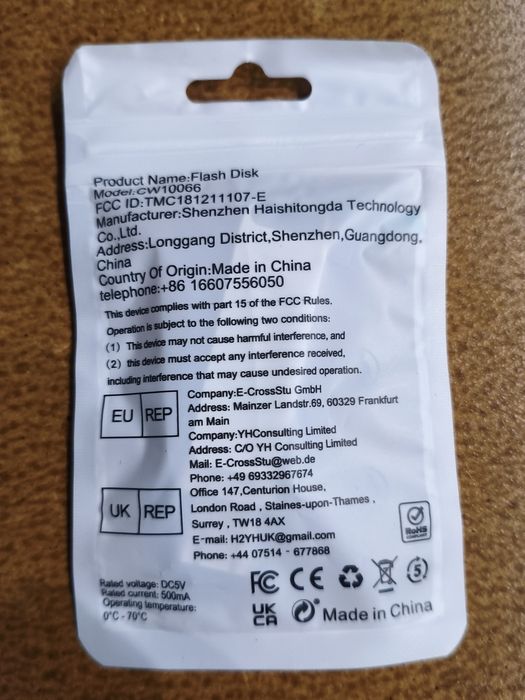 Product Name:Flash Disk
Model:CW10066
FCC ID:TMC181211107-E
Manufacturer:Shenzhen Haishitongda Technology
Co.,Ltd.
Address:Longgang District,Shenzhen,Guangdong,
China
Country Of Origin:Made in China
telephone:+86 16607556050
This device complies with part 15 of the FCC Rules.
Operation is subject to the following two conditions:
(1) This device may not cause harmful interference, and
(2) this device must accept any interference received,
including interference that may cause undesired operation.
EU REP
Company:E-CrossStu GmbH
Address: Mainzer Landstr.69, 60329 Frankfurt
am Main
Company:YHConsulting Limited
Address: C/O YH Consulting Limited
Mail: E-CrossStu@web.de
Phone: +49 69332967674
UK REP
Office 147,Centurion House,
London Road , Staines-upon-Thames ,
Surrey , TW18 4AX
E-mail: H2YHUK@gmail.com
Phone: +44 07514 - 677868
RoHS
COMPLIANT
Rated voltage: DC5V
Rated current: 500mA
Operating temperature:
0°C - 70°C
FC CE 5
UK
CA
Made in China